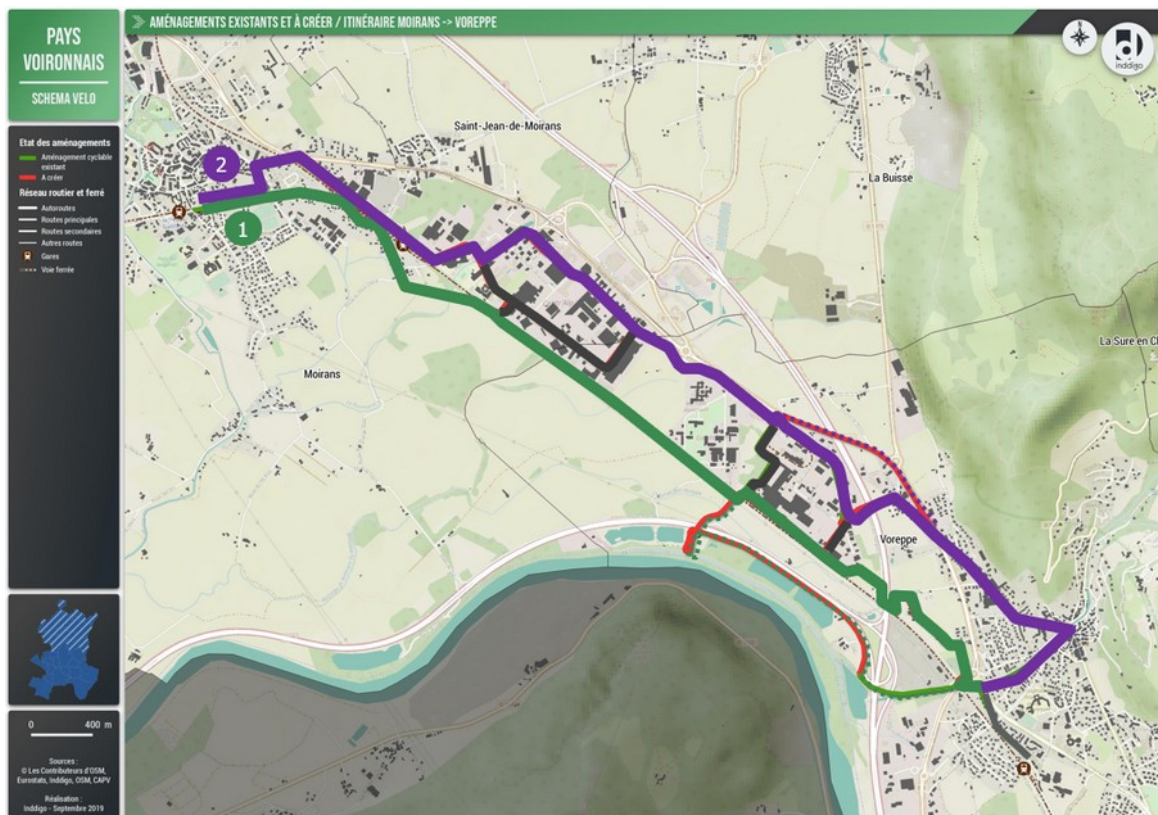 PAYS
VOIRONNAIS
SCHEMA VELO
AMÉNAGEMENTS EXISTANTS ET À CRÉER / ITINÉRAIRE MOIRANS -> VOREPPE
inddigo
Etat des aménagements
Aménagement cyclable
existant
A créer
Réseau routier et ferré
Autoroutes
Routes principales
Routes secondaires
Autres routes
Gares
Voie ferrée
Saint-Jean-de-Moirans
2
La Buisse
1
La Sure en C
Moirans
Voreppe
0 400 m
Sources :
© Les Contributeurs d'OSM,
Eurostats, Inddigo, OSM, CAPV
Réalisation :
Inddigo - Septembre 2019